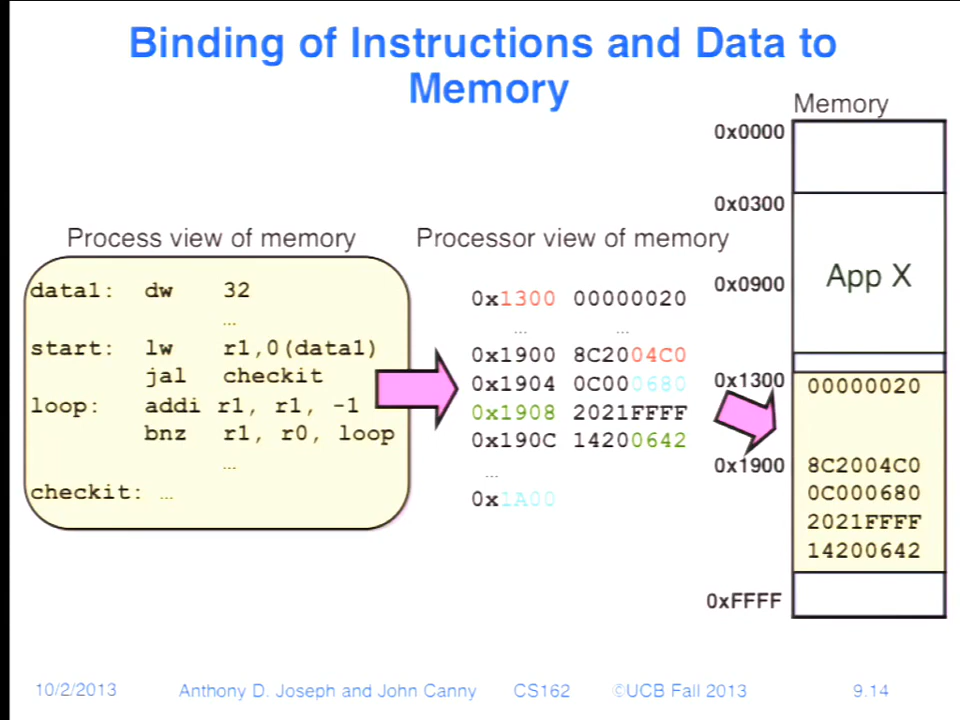 Binding of Instructions and Data to
Memory
Memory
0x0000
0x0300
Process view of memory
Processor view of memory
App X
0x0900
data1: dw 32
…
start: lw r1,0(data1)
jal checkit
loop: addi r1, r1, -1
bnz r1, r0, loop
…
checkit: …
0x1300 00000020
… …
0x1900 8C2004C0
0x1904 0C000680
0x1908 2021FFFF
0x190C 14200642
…
0x1A00
0x1300 00000020
0x1900 8C2004C0
0C000680
2021FFFF
14200642
0xFFFF
10/2/2013 Anthony D. Joseph and John Canny CS162 ©UCB Fall 2013 9.14